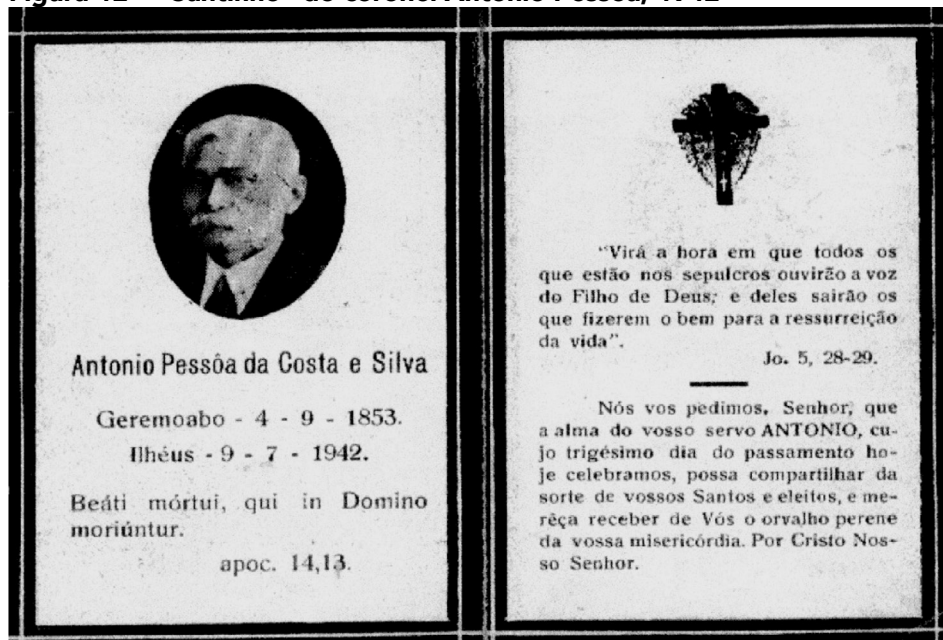 Antonio Pessôa da Costa e Silva
Geremoabo - 4 - 9 - 1853.
Ilhéus - 9 - 7 - 1942.
Beáti mórtui, qui in Domino
moriúntur.
apoc. 14,13.
"Virá a hora em que todos os
que estão nos sepulcros ouvirão a voz
do Filho de Deus; e deles sairão os
que fizerem o bem para a ressurreição
da vida".
Jo. 5, 28-29.
Nós vos pedimos, Senhor, que
a alma do vosso servo ANTONIO, cu-
jo trigésimo dia do passamento ho-
je celebramos, possa compartilhar da
sorte de vossos Santos e eleitos, e me-
rêça receber de Vós o orvalho perene
da vossa misericórdia. Por Cristo Nos-
so Senhor.